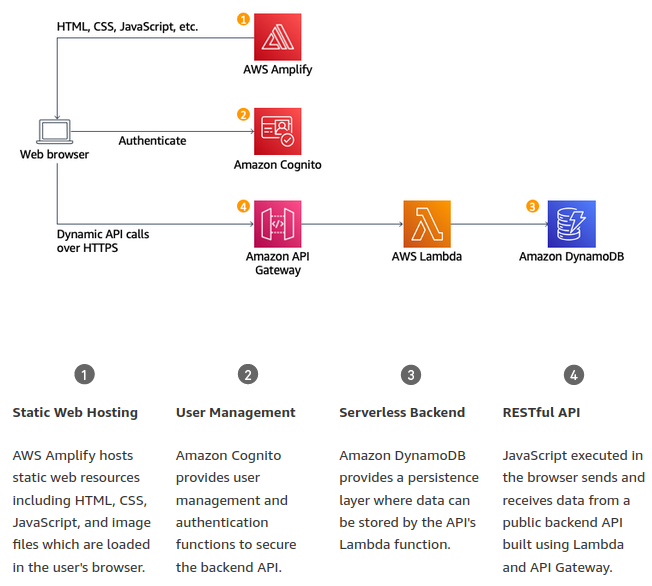 HTML, CSS, JavaScript, etc.
1
AWS Amplify
2
Authenticate
Web browser
Amazon Cognito
4
3
Dynamic API calls
over HTTPS
Amazon API
Gateway
AWS Lambda
Amazon DynamoDB
1
Static Web Hosting
AWS Amplify hosts
static web resources
including HTML, CSS,
JavaScript, and image
files which are loaded
in the user's browser.
2
User Management
Amazon Cognito
provides user
management and
authentication
functions to secure
the backend API.
3
Serverless Backend
Amazon DynamoDB
provides a persistence
layer where data can
be stored by the API's
Lambda function.
4
RESTful API
JavaScript executed in
the browser sends and
receives data from a
public backend API
built using Lambda
and API Gateway.